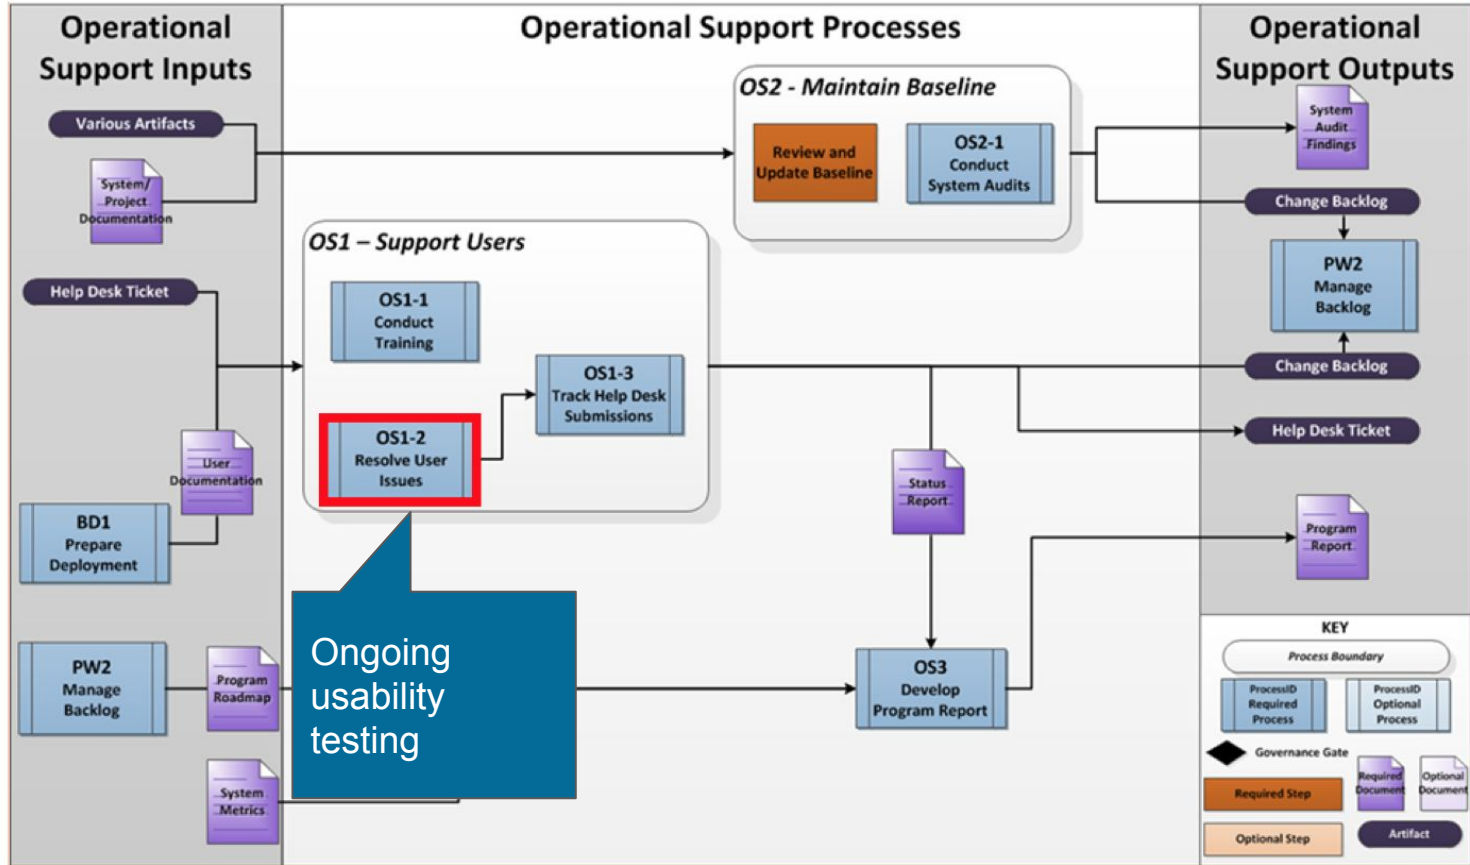 Operational
Support Inputs
Operational Support Processes
Operational
Support Outputs
Various Artifacts
System/
Project
Documentation
Help Desk Ticket
User
Documentation
BD1
Prepare
Deployment
PW2
Manage
Backlog
Program
Roadmap
System
Metrics
OS2 - Maintain Baseline
Review and
Update Baseline
OS2-1
Conduct
System Audits
OS1 – Support Users
OS1-1
Conduct
Training
OS1-2
Resolve User
Issues
OS1-3
Track Help Desk
Submissions
Ongoing
usability
testing
Status
Report
OS3
Develop
Program Report
System
Audit
Findings
Change Backlog
PW2
Manage
Backlog
Change Backlog
Help Desk Ticket
Program
Report
KEY
Process Boundary
ProcessID
Required
Process
ProcessID
Optional
Process
Governance Gate
Required Step
Required
Document
Optional
Document
Optional Step
Artifact